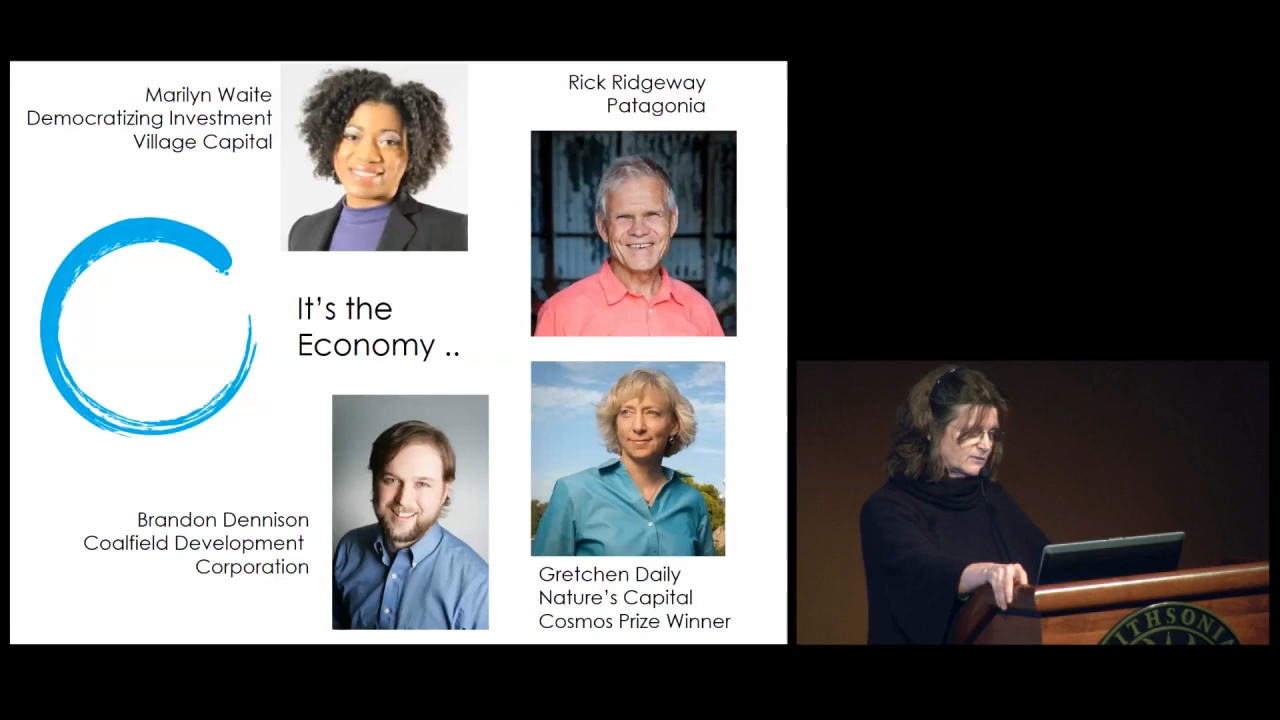 Marilyn Waite
Democratizing Investment
Village Capital
Rick Ridgeway
Patagonia
It's the
Economy ..
Brandon Dennison
Coalfield Development
Corporation
Gretchen Daily
Nature's Capital
Cosmos Prize Winner